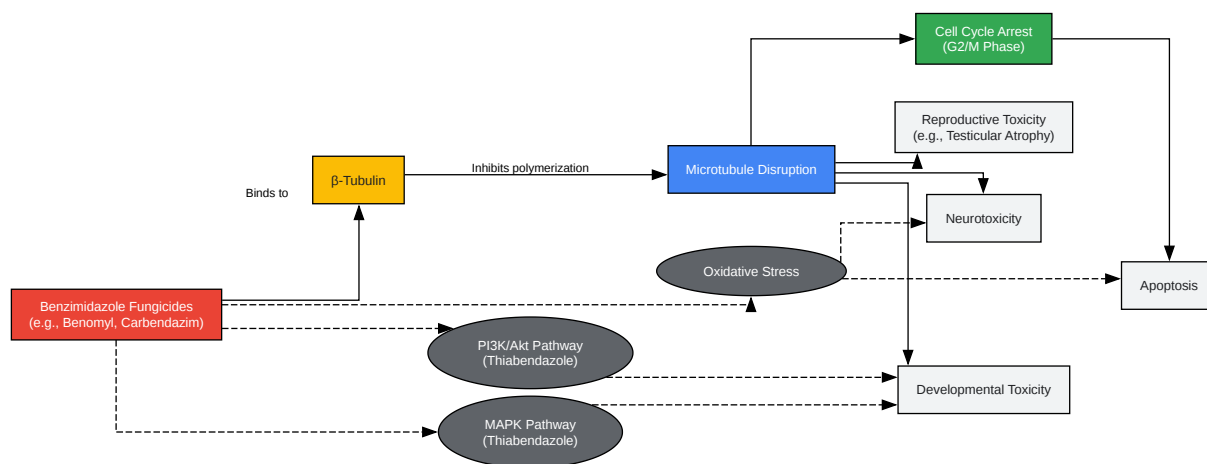 Cell Cycle Arrest
(G2/M Phase)
Reproductive Toxicity
(e.g., Testicular Atrophy)
Inhibits polymerization
Microtubule Disruption
β-Tubulin
Binds to
Neurotoxicity
Oxidative Stress
Apoptosis
Benzimidazole Fungicides
(e.g., Benomyl, Carbendazim)
PI3K/Akt Pathway
(Thiabendazole)
Developmental Toxicity
MAPK Pathway
(Thiabendazole)